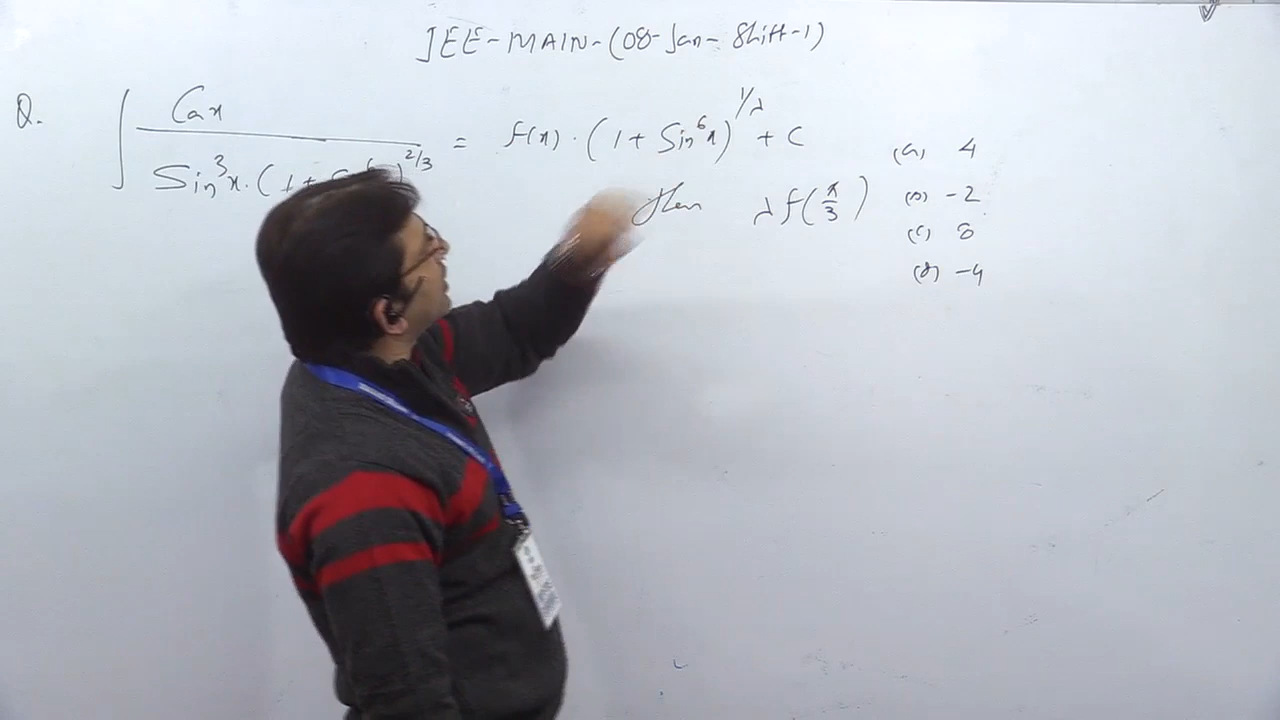 JEE-MAIN-(08-Jan-Shift-1)
Q. ∫ Cos x / Sin³x.(1+ )^2/3 = f(x).(1+Sin⁶x)^1/λ + C
then λf(π/3)
(a) 4
(b) -2
(c) 8
(d) -4